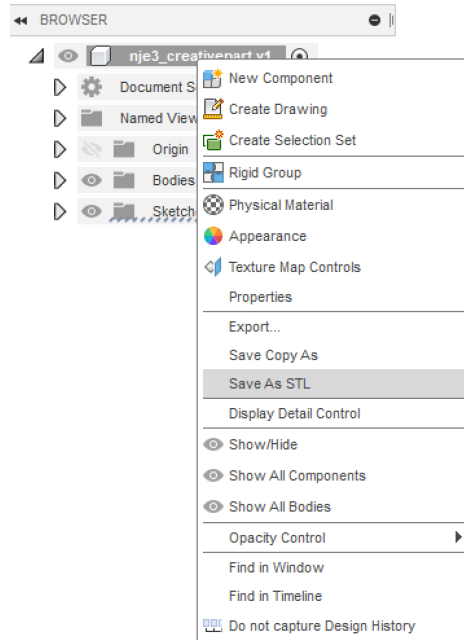 BROWSER
nje3_creativepart v1
Document S
New Component
Named View
Create Drawing
Origin
Create Selection Set
Bodies
Rigid Group
Sketch
Physical Material
Appearance
Texture Map Controls
Properties
Export...
Save Copy As
Save As STL
Display Detail Control
Show/Hide
Show All Components
Show All Bodies
Opacity Control
Find in Window
Find in Timeline
Do not capture Design History